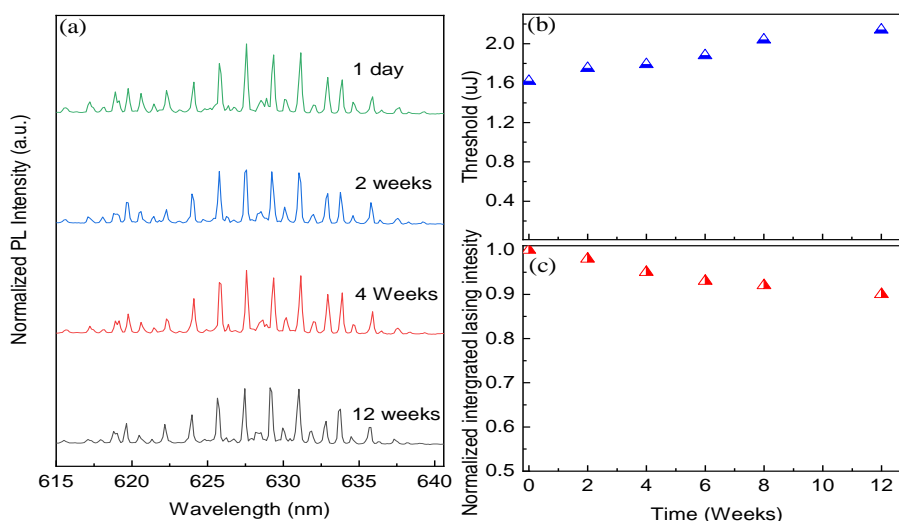 (a)
1 day
2 weeks
4 Weeks
12 weeks
Normalized PL Intensity (a.u.)
615 620 625 630 635 640
Wavelength (nm)
(b)
2.0
1.6
1.2
0.8
0.4
Threshold (uJ)
(c)
1.0
0.9
0.8
0.7
0.6
0.5
Normalized intergrated lasing intesity
0 2 4 6 8 10 12
Time (Weeks)